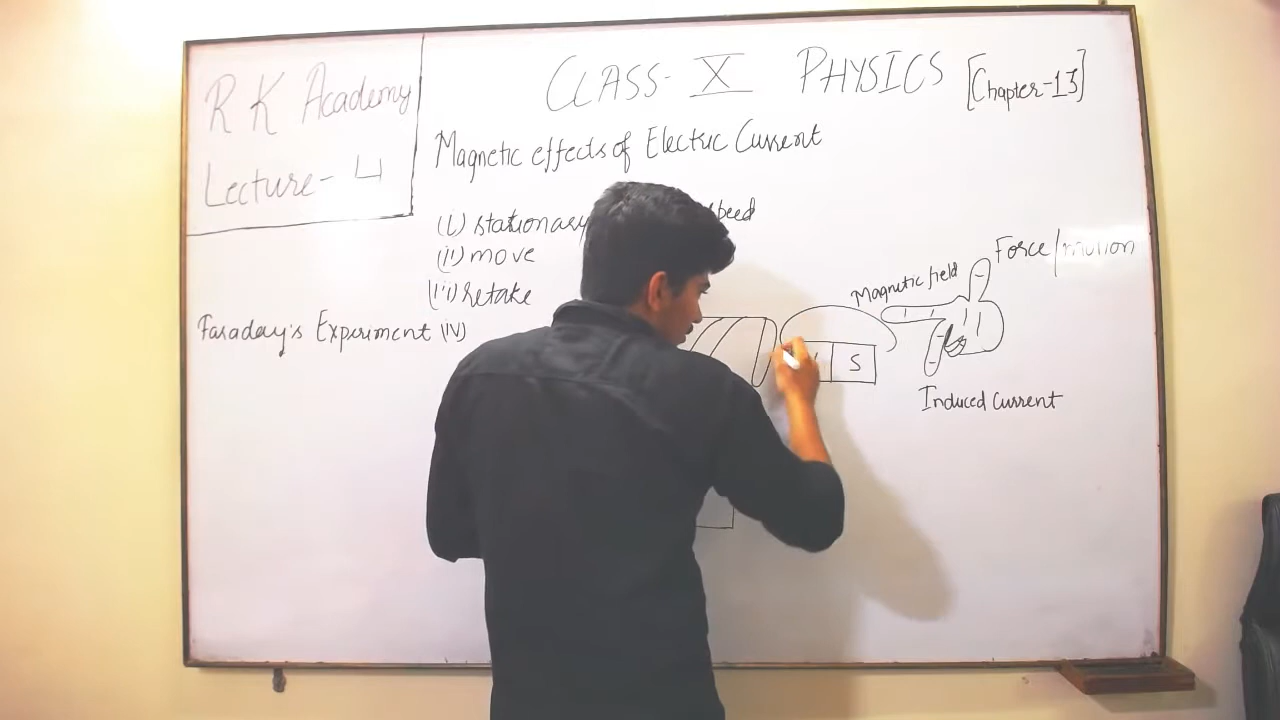 R K Academy
Lecture- 4
CLASS- X PHYSICS [Chapter-13]
Magnetic effects of Electric Current
(i) stationary
(ii) move
(iii) Retake
Faraday's Experiment (iv)
Magnetic field
Force/motion
S
Induced Current